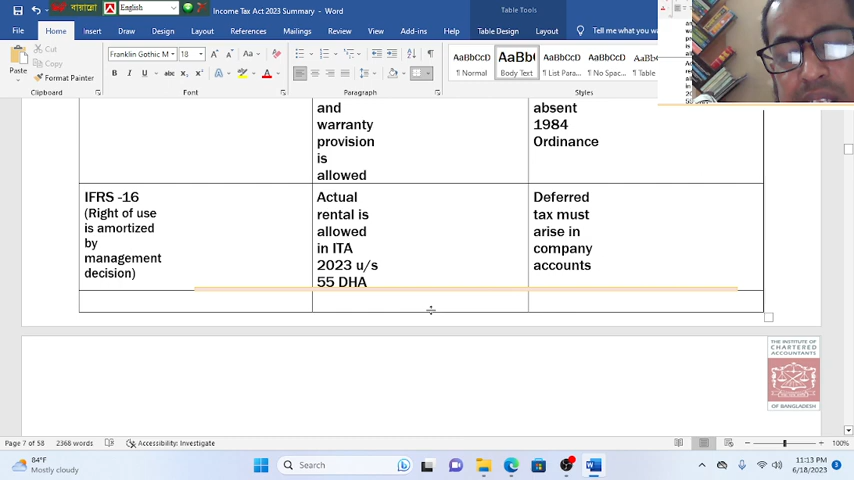 বায়ান্নো
English
Income Tax Act 2023 Summary - Word
Table Tools
File
Home
Insert
Draw
Design
Layout
References
Mailings
Review
View
Add-ins
Help
Table Design
Layout
Tell me what you
Cut
Copy
Format Painter
Paste
Clipboard
Franklin Gothic M
18
Font
Paragraph
AaBbCcD
¶ Normal
AaBb(
Body Text
AaBbCcD
¶ List Para...
AaBbCcD
¶ No Spac...
AaBbC
¶ Table
Styles
and
warranty
provision
is
allowed
absent
1984
Ordinance
IFRS -16
(Right of use
is amortized
by
management
decision)
Actual
rental is
allowed
in ITA
2023 u/s
55 DHA
Deferred
tax must
arise in
company
accounts
THE INSTITUTE OF
CHARTERED
ACCOUNTANTS
OF BANGLADESH
Page 7 of 58
2368 words
Accessibility: Investigate
100%
84°F
Mostly cloudy
Search
11:13 PM
6/18/2023